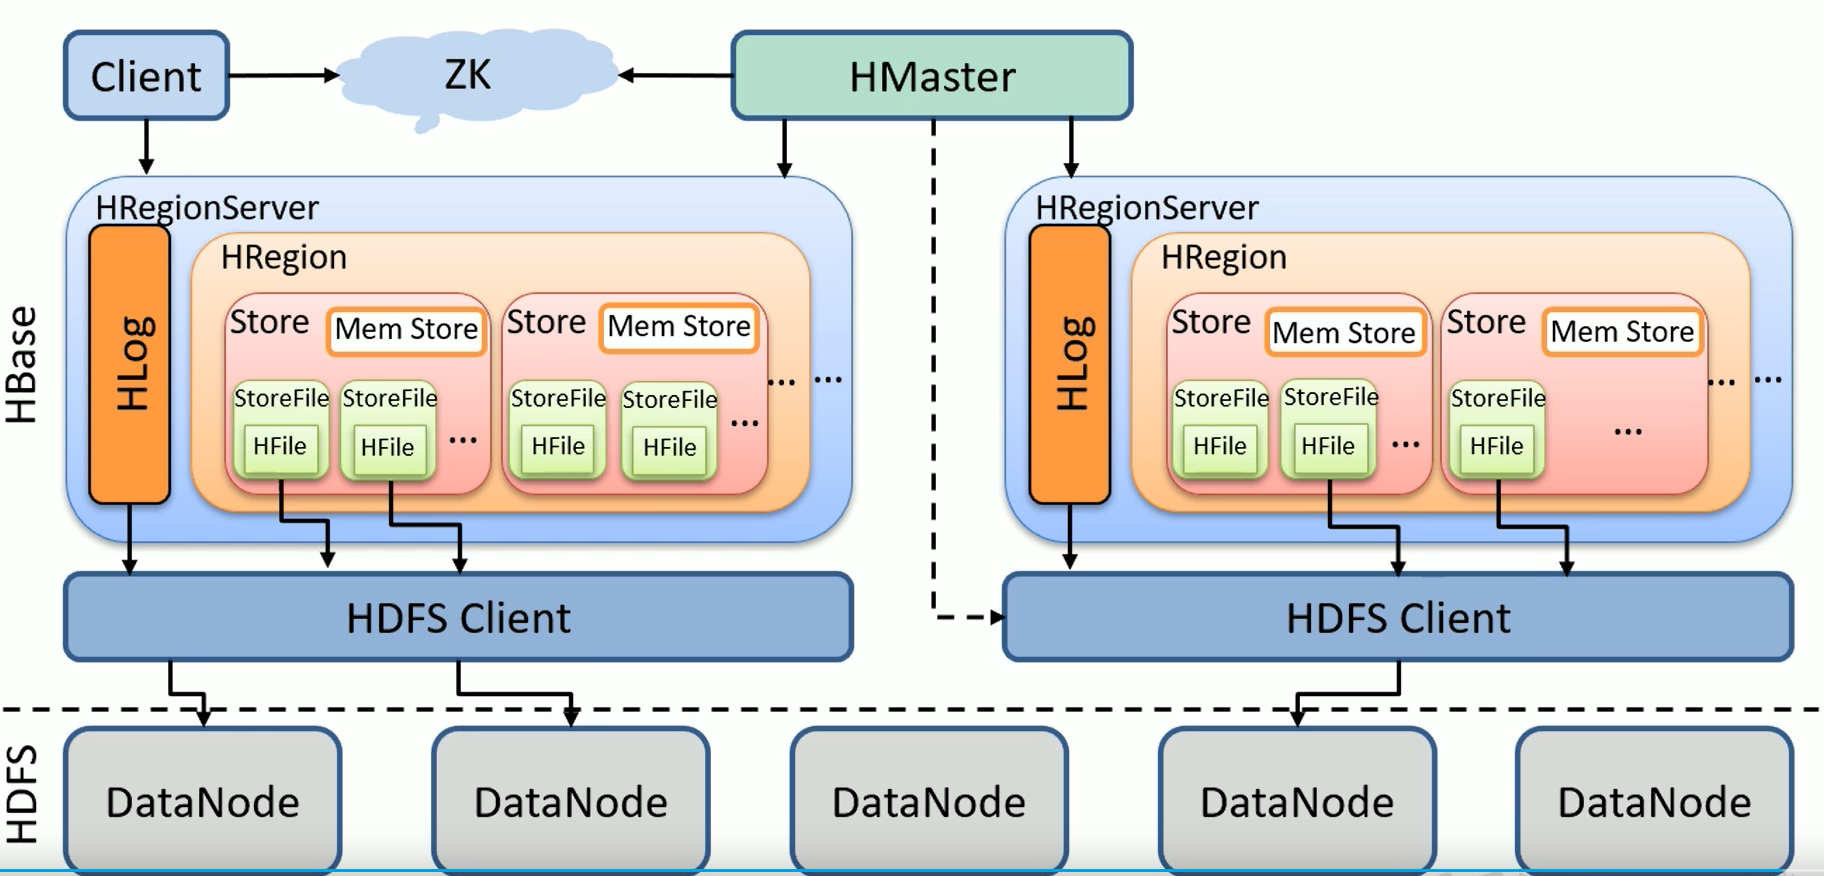 Client
ZK
HMaster
HBase
HRegionServer
HLog
HRegion
Store
Mem Store
StoreFile
HFile
StoreFile
HFile
...
Store
Mem Store
StoreFile
HFile
StoreFile
HFile
...
...
...
HRegionServer
HLog
HRegion
Store
Mem Store
StoreFile
HFile
StoreFile
HFile
...
Store
Mem Store
StoreFile
HFile
...
...
...
HDFS Client
HDFS Client
HDFS
DataNode
DataNode
DataNode
DataNode
DataNode